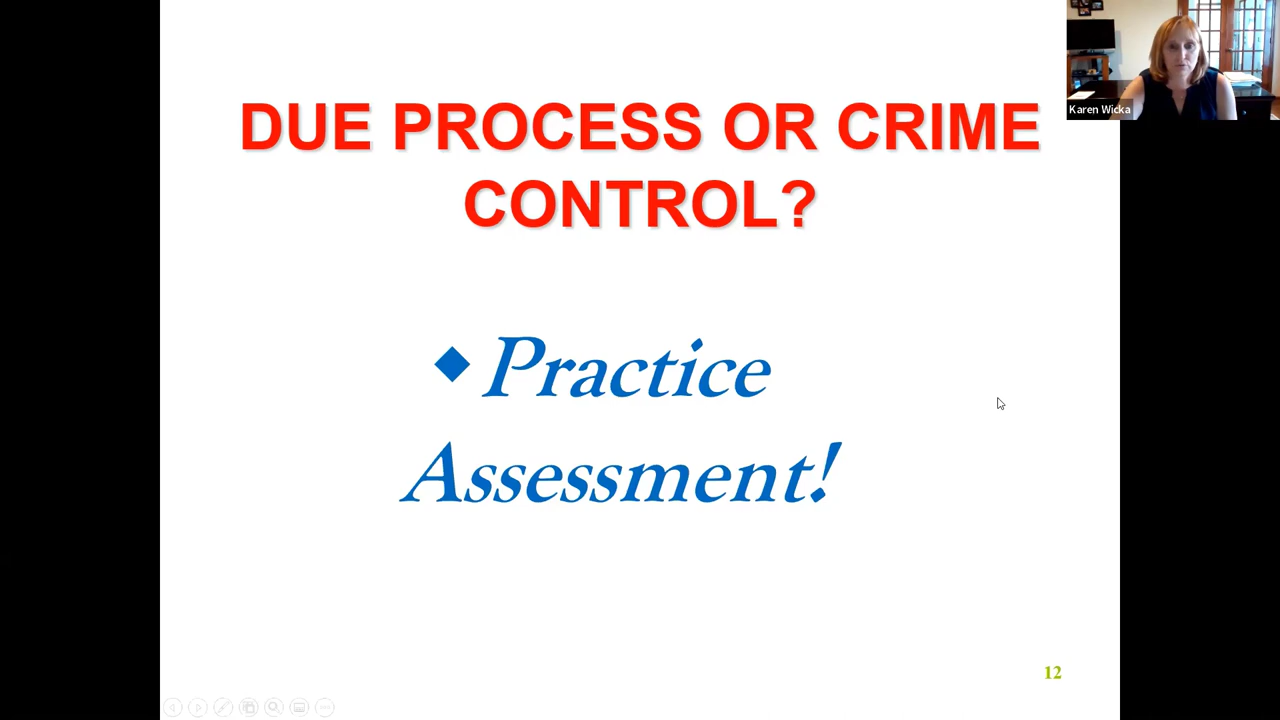 Karen Wicka
DUE PROCESS OR CRIME
CONTROL?
Practice
Assessment!
12